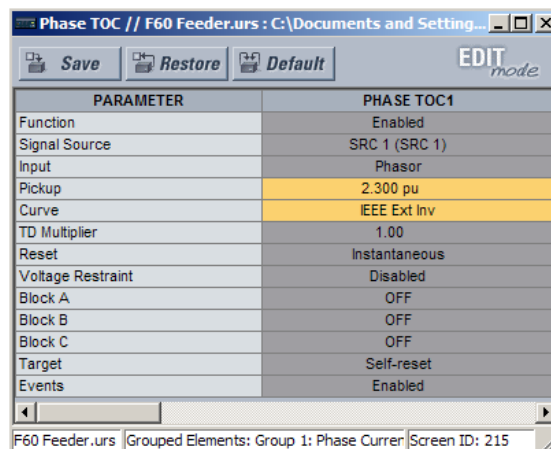 Phase TOC // F60 Feeder.urs : C:\Documents and Setting...
Save Restore Default EDIT mode
PARAMETER PHASE TOC1
Function Enabled
Signal Source SRC 1 (SRC 1)
Input Phasor
Pickup 2.300 pu
Curve IEEE Ext Inv
TD Multiplier 1.00
Reset Instantaneous
Voltage Restraint Disabled
Block A OFF
Block B OFF
Block C OFF
Target Self-reset
Events Enabled
F60 Feeder.urs Grouped Elements: Group 1: Phase Currer Screen ID: 215